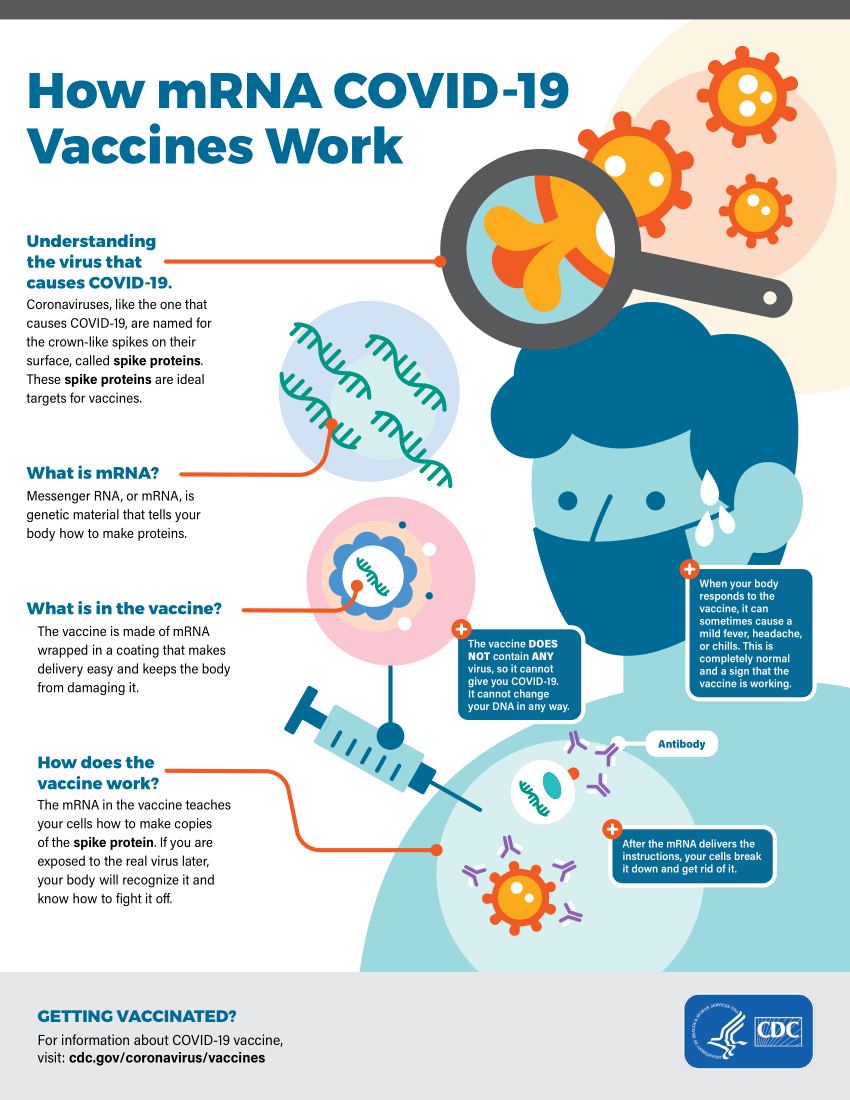 How mRNA COVID-19
Vaccines Work
Understanding
the virus that
causes COVID-19.
Coronaviruses, like the one that
causes COVID-19, are named for
the crown-like spikes on their
surface, called spike proteins.
These spike proteins are ideal
targets for vaccines.
What is mRNA?
Messenger RNA, or mRNA, is
genetic material that tells your
body how to make proteins.
What is in the vaccine?
The vaccine is made of mRNA
wrapped in a coating that makes
delivery easy and keeps the body
from damaging it.
The vaccine DOES
NOT contain ANY
virus, so it cannot
give you COVID-19.
It cannot change
your DNA in any way.
When your body
responds to the
vaccine, it can
sometimes cause a
mild fever, headache,
or chills. This is
completely normal
and a sign that the
vaccine is working.
How does the
vaccine work?
The mRNA in the vaccine teaches
your cells how to make copies
of the spike protein. If you are
exposed to the real virus later,
your body will recognize it and
know how to fight it off.
Antibody
After the mRNA delivers the
instructions, your cells break
it down and get rid of it.
GETTING VACCINATED?
For information about COVID-19 vaccine,
visit: cdc.gov/coronavirus/vaccines
DEPARTMENT OF HEALTH & HUMAN SERVICES • USA
CDC